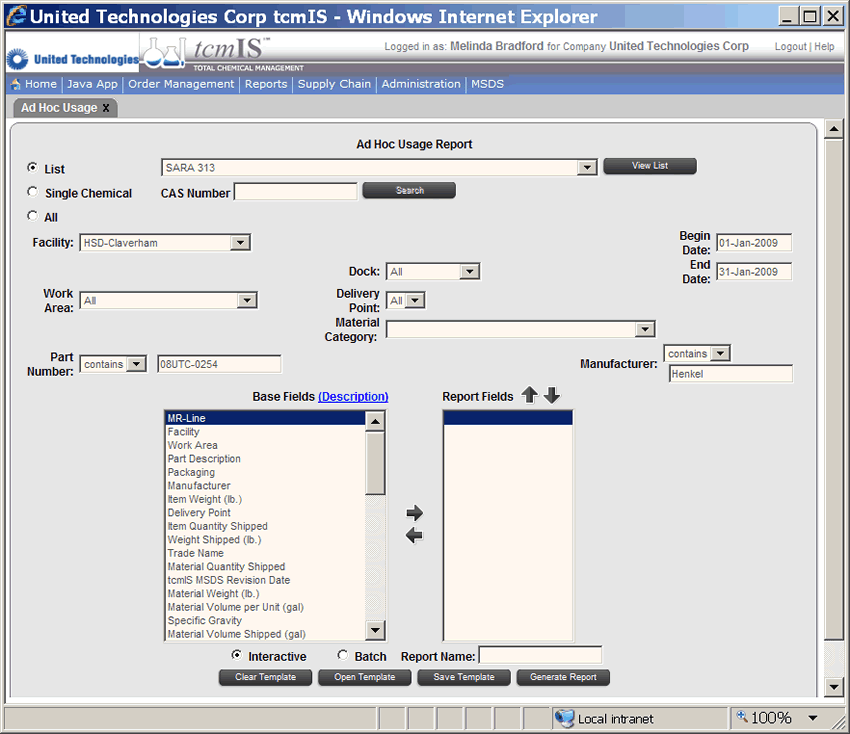 United Technologies Corp tcmIS - Windows Internet Explorer
United Technologies
tcmIS™
TOTAL CHEMICAL MANAGEMENT
Logged in as: Melinda Bradford for Company United Technologies Corp
Logout | Help
Home | Java App | Order Management | Reports | Supply Chain | Administration | MSDS
Ad Hoc Usage x
Ad Hoc Usage Report
List SARA 313 View List
Single Chemical CAS Number Search
All
Facility: HSD-Claverham
Begin Date: 01-Jan-2009
Dock: All
End Date: 31-Jan-2009
Work Area: All
Delivery Point: All
Material Category:
Part Number: contains 08UTC-0254
Manufacturer: contains
Henkel
Base Fields (Description)
Report Fields
MR-Line
Facility
Work Area
Part Description
Packaging
Manufacturer
Item Weight (lb.)
Delivery Point
Item Quantity Shipped
Weight Shipped (lb.)
Trade Name
Material Quantity Shipped
tcmIS MSDS Revision Date
Material Weight (lb.)
Material Volume per Unit (gal)
Specific Gravity
Material Volume Shipped (gal)
Interactive Batch Report Name:
Clear Template Open Template Save Template Generate Report
Local intranet 100%